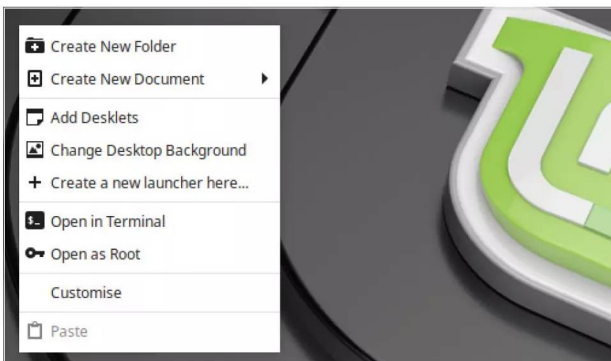 Create New Folder
Create New Document
Add Desklets
Change Desktop Background
Create a new launcher here...
Open in Terminal
Open as Root
Customise
Paste